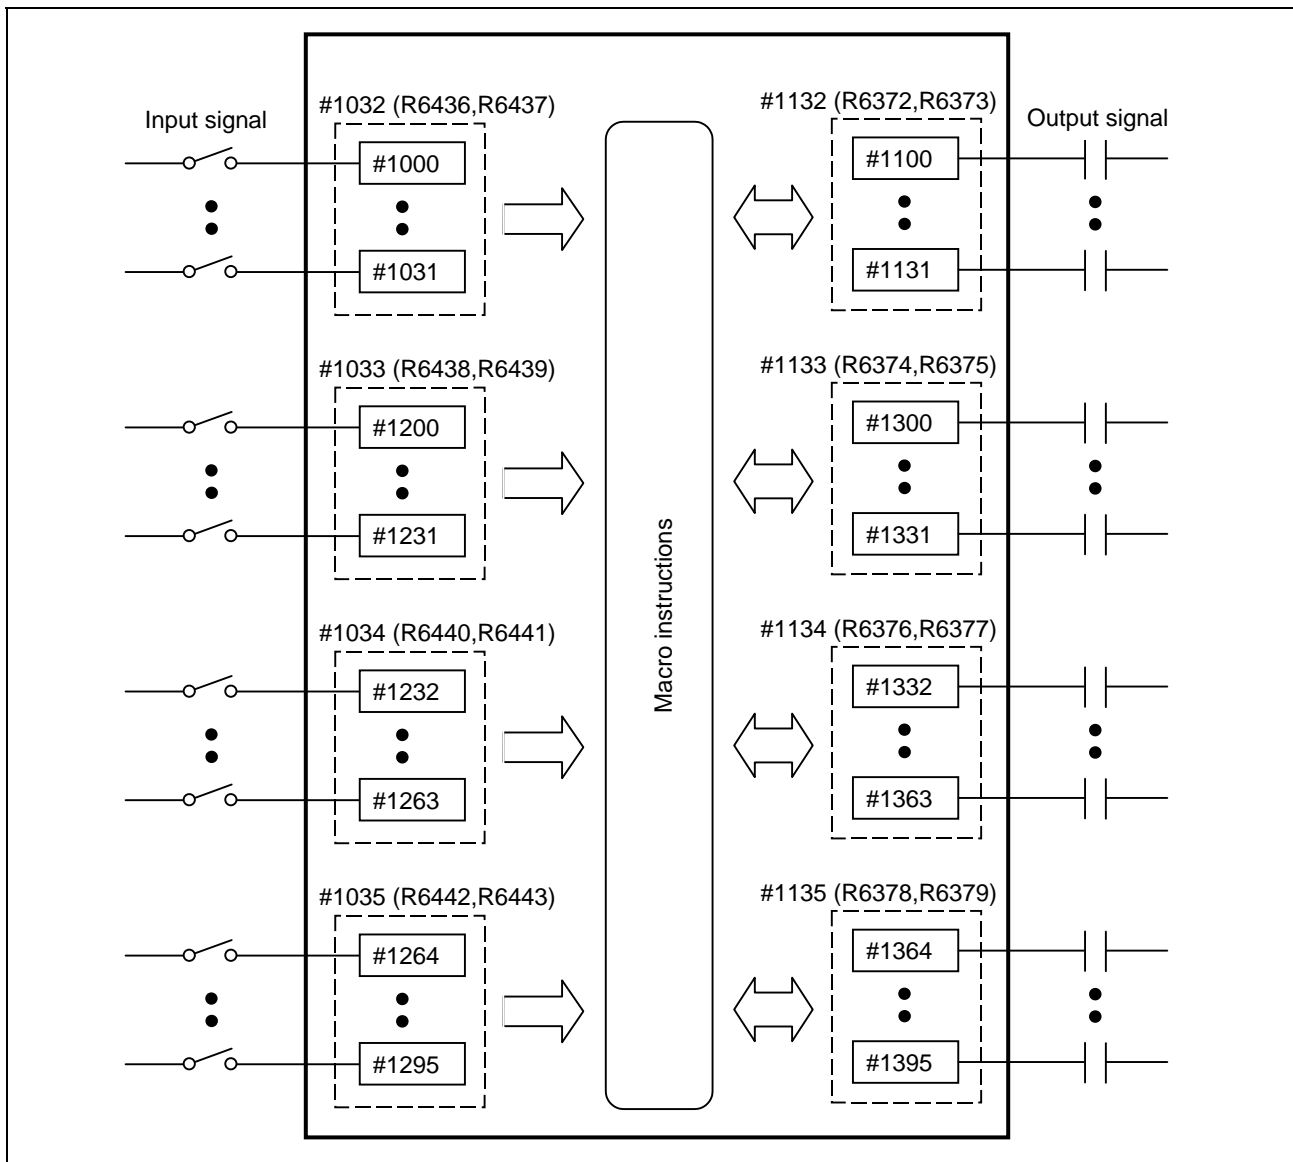 Input signal
#1032 (R6436,R6437)
#1000
#1031
#1033 (R6438,R6439)
#1200
#1231
#1034 (R6440,R6441)
#1232
#1263
#1035 (R6442,R6443)
#1264
#1295
Macro instructions
#1132 (R6372,R6373)
Output signal
#1100
#1131
#1133 (R6374,R6375)
#1300
#1331
#1134 (R6376,R6377)
#1332
#1363
#1135 (R6378,R6379)
#1364
#1395